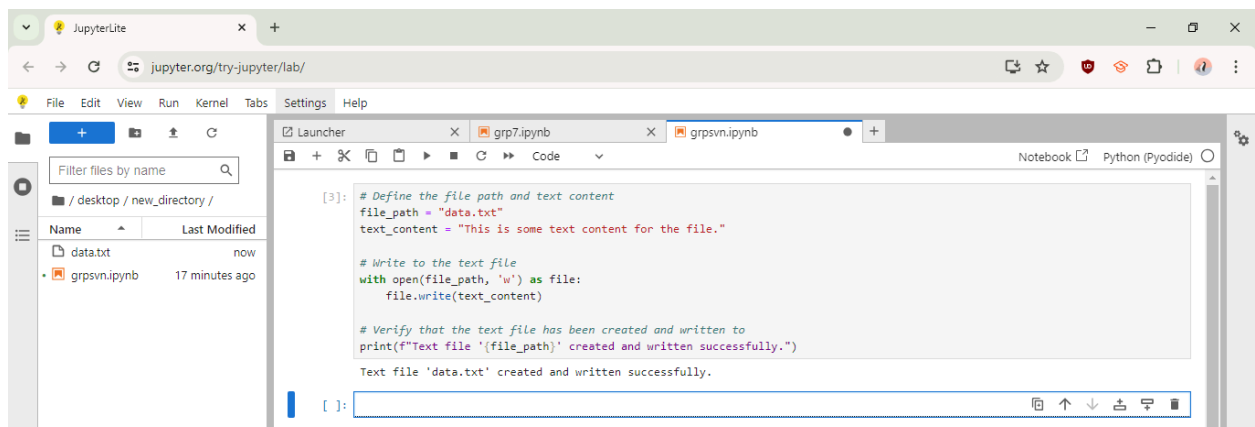 JupyterLite
jupyter.org/try-jupyter/lab/
File Edit View Run Kernel Tabs Settings Help
Launcher grp7.ipynb grpsvn.ipynb
Code
Notebook Python (Pyodide)
Filter files by name
/ desktop / new_directory /
Name Last Modified
data.txt now
grpsvn.ipynb 17 minutes ago
[3]: # Define the file path and text content
file_path = "data.txt"
text_content = "This is some text content for the file."
# Write to the text file
with open(file_path, 'w') as file:
    file.write(text_content)
# Verify that the text file has been created and written to
print(f"Text file '{file_path}' created and written successfully.")
Text file 'data.txt' created and written successfully.
[ ]: